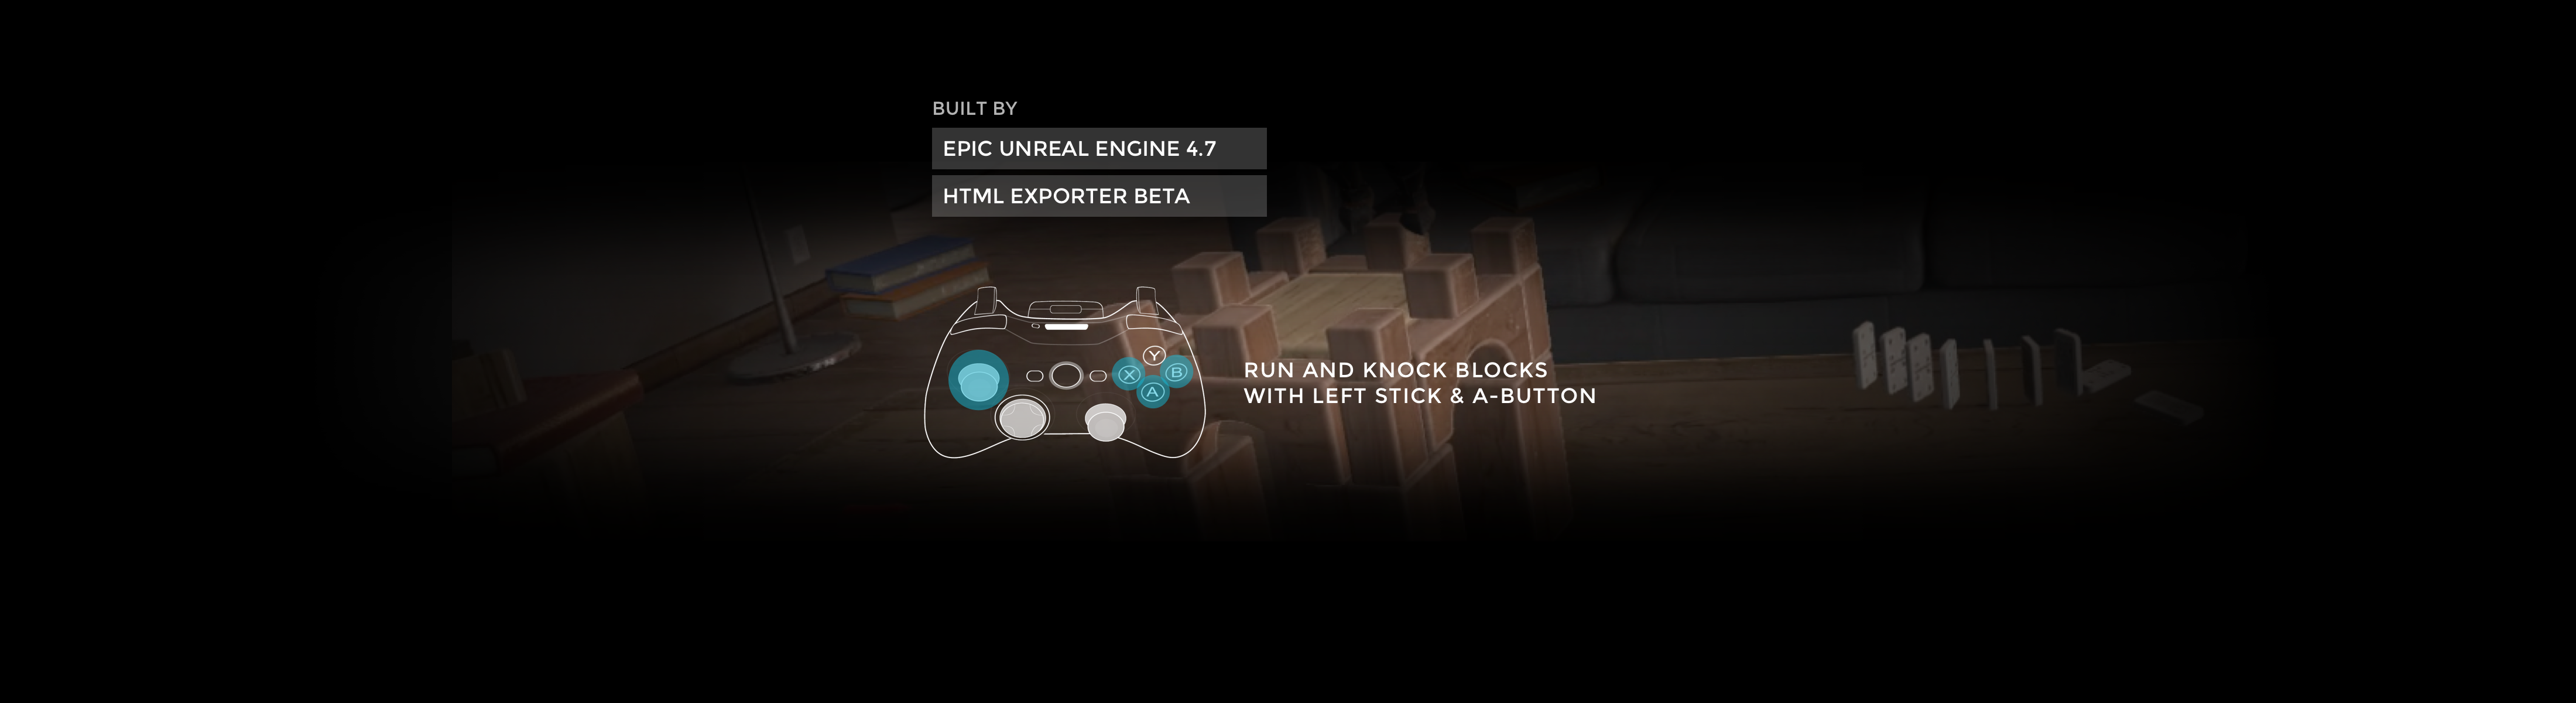 BUILT BY
EPIC UNREAL ENGINE 4.7
HTML EXPORTER BETA
Y
X B
A
RUN AND KNOCK BLOCKS
WITH LEFT STICK & A-BUTTON